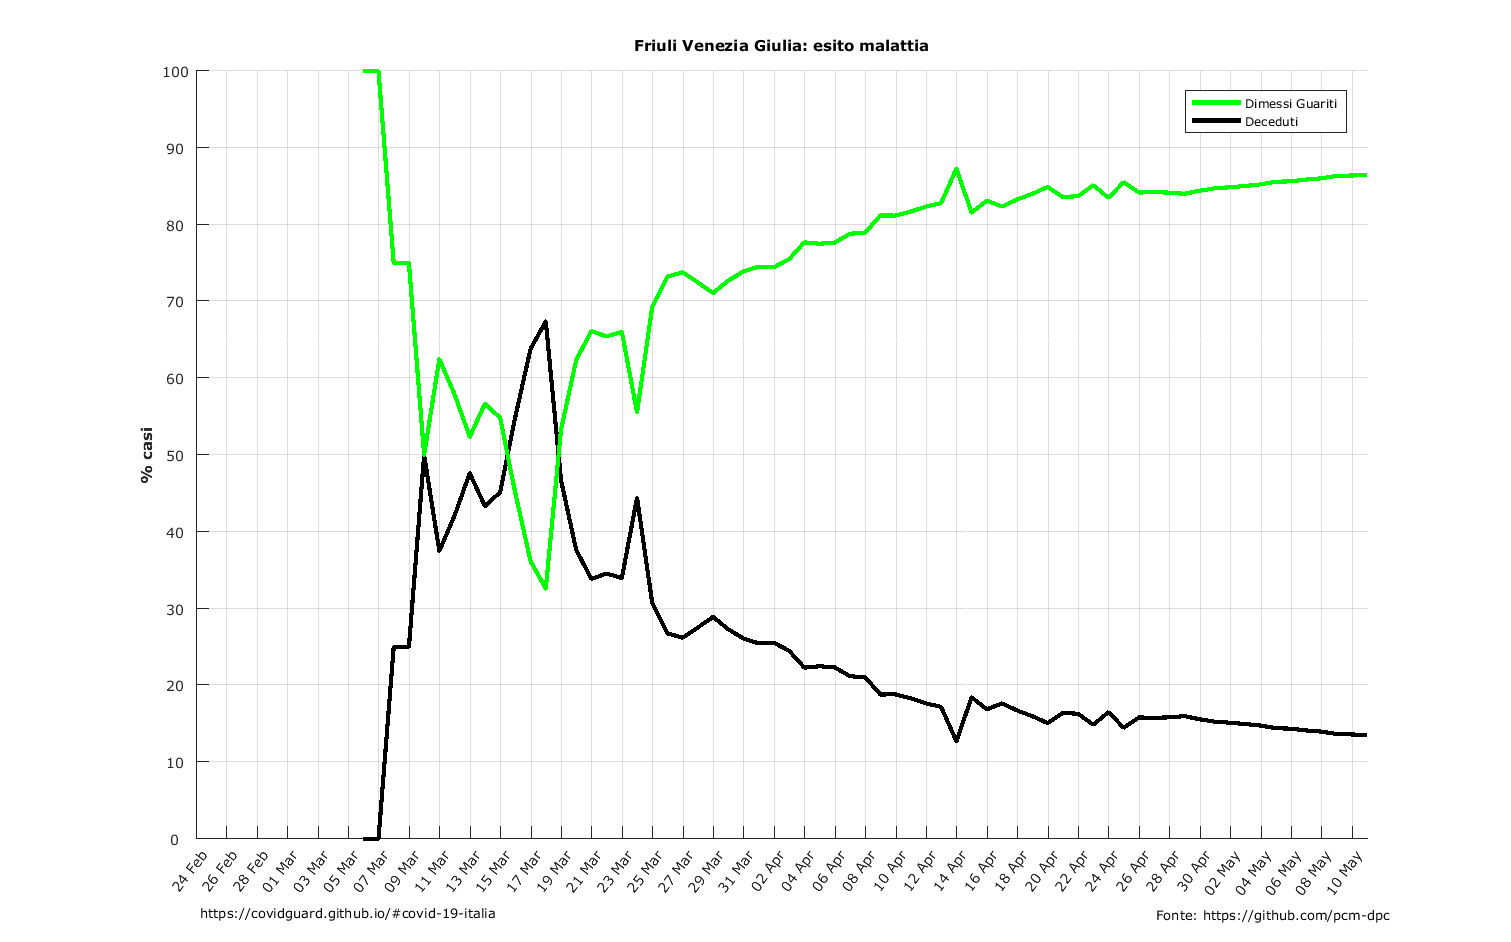 Friuli Venezia Giulia: esito malattia
100
90
80
70
60
50
40
30
20
10
0
% casi
Dimessi Guariti
Deceduti
24 Feb
26 Feb
28 Feb
01 Mar
03 Mar
05 Mar
07 Mar
09 Mar
11 Mar
13 Mar
15 Mar
17 Mar
19 Mar
21 Mar
23 Mar
25 Mar
27 Mar
29 Mar
31 Mar
02 Apr
04 Apr
06 Apr
08 Apr
10 Apr
12 Apr
14 Apr
16 Apr
18 Apr
20 Apr
22 Apr
24 Apr
26 Apr
28 Apr
30 Apr
02 May
04 May
06 May
08 May
10 May
https://covidguard.github.io/#covid-19-italia
Fonte: https://github.com/pcm-dpc